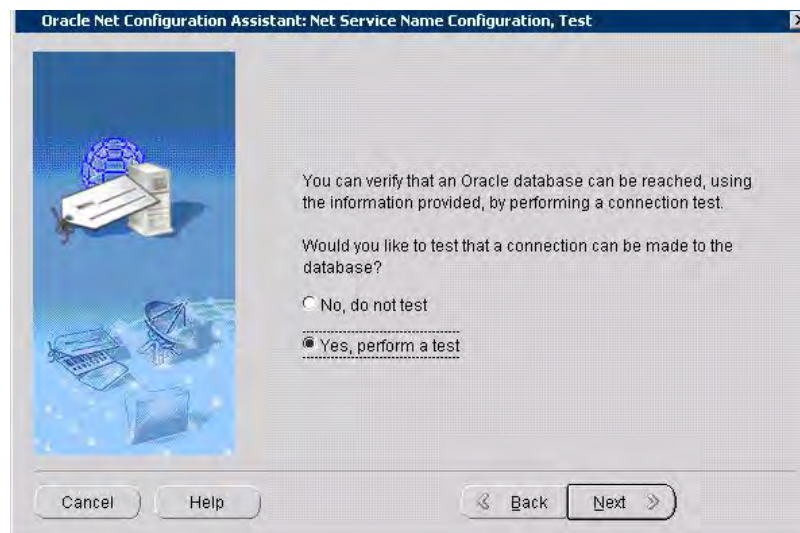 Oracle Net Configuration Assistant: Net Service Name Configuration, Test
You can verify that an Oracle database can be reached, using
the information provided, by performing a connection test.
Would you like to test that a connection can be made to the
database?
No, do not test
Yes, perform a test
Cancel
Help
Back
Next